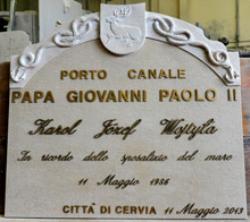 PORTO CANALE
PAPA GIOVANNI PAOLO II
Karol Józef Wojtyła
In ricordo dello sposalizio del mare
11 Maggio 1986
CITTÀ DI CERVIA 11 Maggio 2013